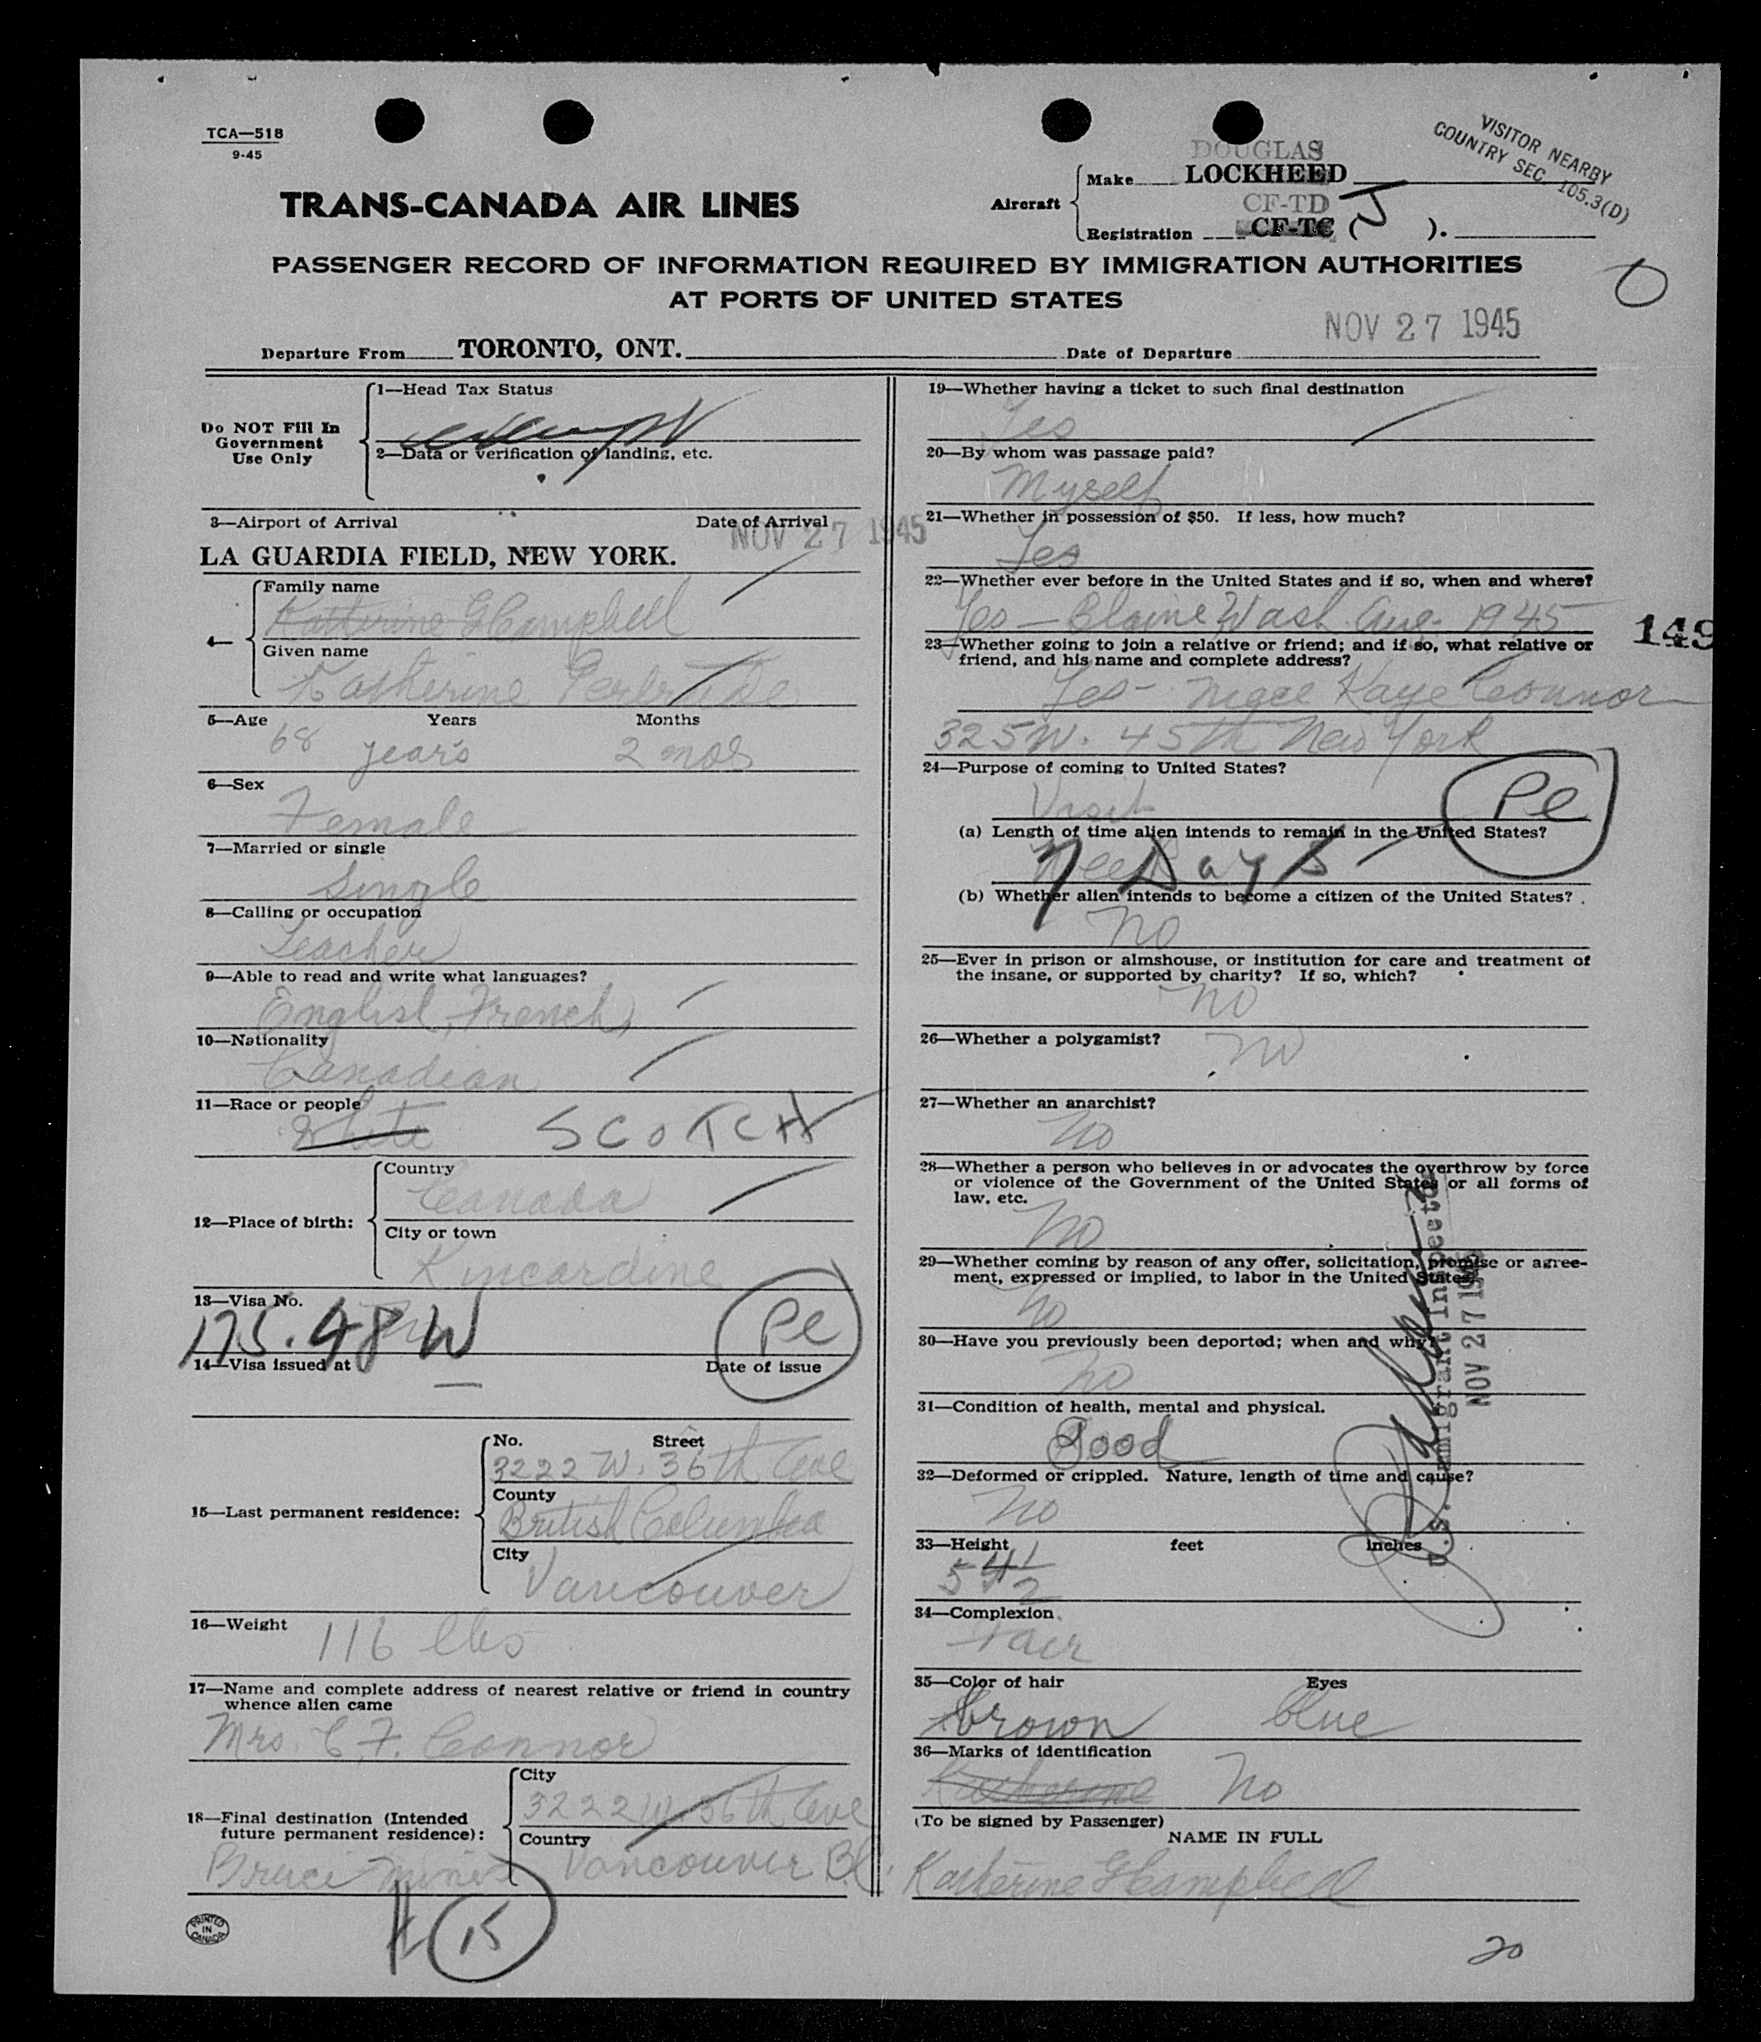 TCA—518
9-45
VISITOR NEARBY
COUNTRY SEC. 105.3(D)
TRANS-CANADA AIR LINES
Aircraft
DOUGLAS
Make LOCKHEED
CF-TD
Registration CF-TC ( J ).
PASSENGER RECORD OF INFORMATION REQUIRED BY IMMIGRATION AUTHORITIES
AT PORTS OF UNITED STATES
Departure From TORONTO, ONT. Date of Departure NOV 27 1945
Do NOT Fill In
Government
Use Only
1—Head Tax Status
2—Data or verification of landing, etc.
3—Airport of Arrival Date of Arrival
NOV 27 1945
LA GUARDIA FIELD, NEW YORK.
4—
Family name
Katherine G Campbell
Given name
Katherine
5—Age Years Months
68 years 2 mos
6—Sex
Female
7—Married or single
Single
8—Calling or occupation
Teacher
9—Able to read and write what languages?
English, French
10—Nationality
Canadian
11—Race or people
White SCOTCH
12—Place of birth:
Country
Canada
City or town
Kincardine
13—Visa No.
175.48 W Pl
14—Visa issued at Date of issue
15—Last permanent residence:
No. Street
3222 W. 36th Ave
County
British Columbia
City
Vancouver
16—Weight
116 lbs
17—Name and complete address of nearest relative or friend in country
whence alien came
Mrs. C. F. Connor
18—Final destination (Intended
future permanent residence):
City
3222 W. 36th Ave
Country
Bruce Mines Vancouver B.C.
15
PRINTED
IN
CANADA
19—Whether having a ticket to such final destination
Yes
20—By whom was passage paid?
Myself
21—Whether in possession of $50. If less, how much?
Yes
22—Whether ever before in the United States and if so, when and where?
Yes — Blaine Wash. Aug. 1945
149
23—Whether going to join a relative or friend; and if so, what relative or
friend, and his name and complete address?
Yes - Niece Kaye Connor
325 W. 45th New York
24—Purpose of coming to United States?
Visit Pl
(a) Length of time alien intends to remain in the United States?
7 Days
(b) Whether alien intends to become a citizen of the United States?
No
25—Ever in prison or almshouse, or institution for care and treatment of
the insane, or supported by charity? If so, which?
No
26—Whether a polygamist?
No
27—Whether an anarchist?
No
28—Whether a person who believes in or advocates the overthrow by force
or violence of the Government of the United States or all forms of
law, etc.
No
29—Whether coming by reason of any offer, solicitation, promise or agree-
ment, expressed or implied, to labor in the United States?
No
30—Have you previously been deported; when and why?
No
U.S. Immigrant Inspector
NOV 27 1945
31—Condition of health, mental and physical.
Good
32—Deformed or crippled. Nature, length of time and cause?
No
33—Height feet inches
5 4 1/2
34—Complexion
Fair
35—Color of hair Eyes
brown blue
36—Marks of identification
Katherine No
(To be signed by Passenger)
NAME IN FULL
Katherine G Campbell
20